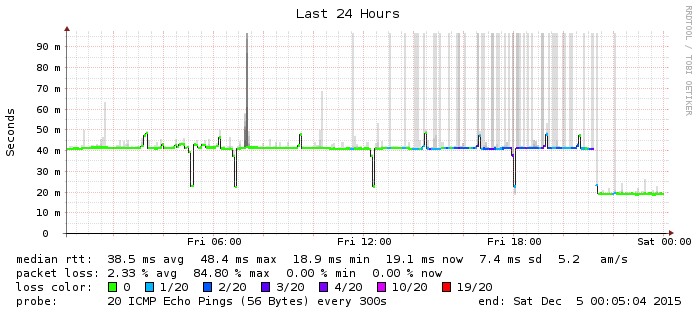 Last 24 Hours
RRDTOOL / TOBI OETIKER
Seconds
90 m
80 m
70 m
60 m
50 m
40 m
30 m
20 m
10 m
0
Fri 06:00 Fri 12:00 Fri 18:00 Sat 00:00
median rtt: 38.5 ms avg 48.4 ms max 18.9 ms min 19.1 ms now 7.4 ms sd 5.2 am/s
packet loss: 2.33 % avg 84.80 % max 0.00 % min 0.00 % now
loss color: 0 1/20 2/20 3/20 4/20 10/20 19/20
probe: 20 ICMP Echo Pings (56 Bytes) every 300s end: Sat Dec 5 00:05:04 2015